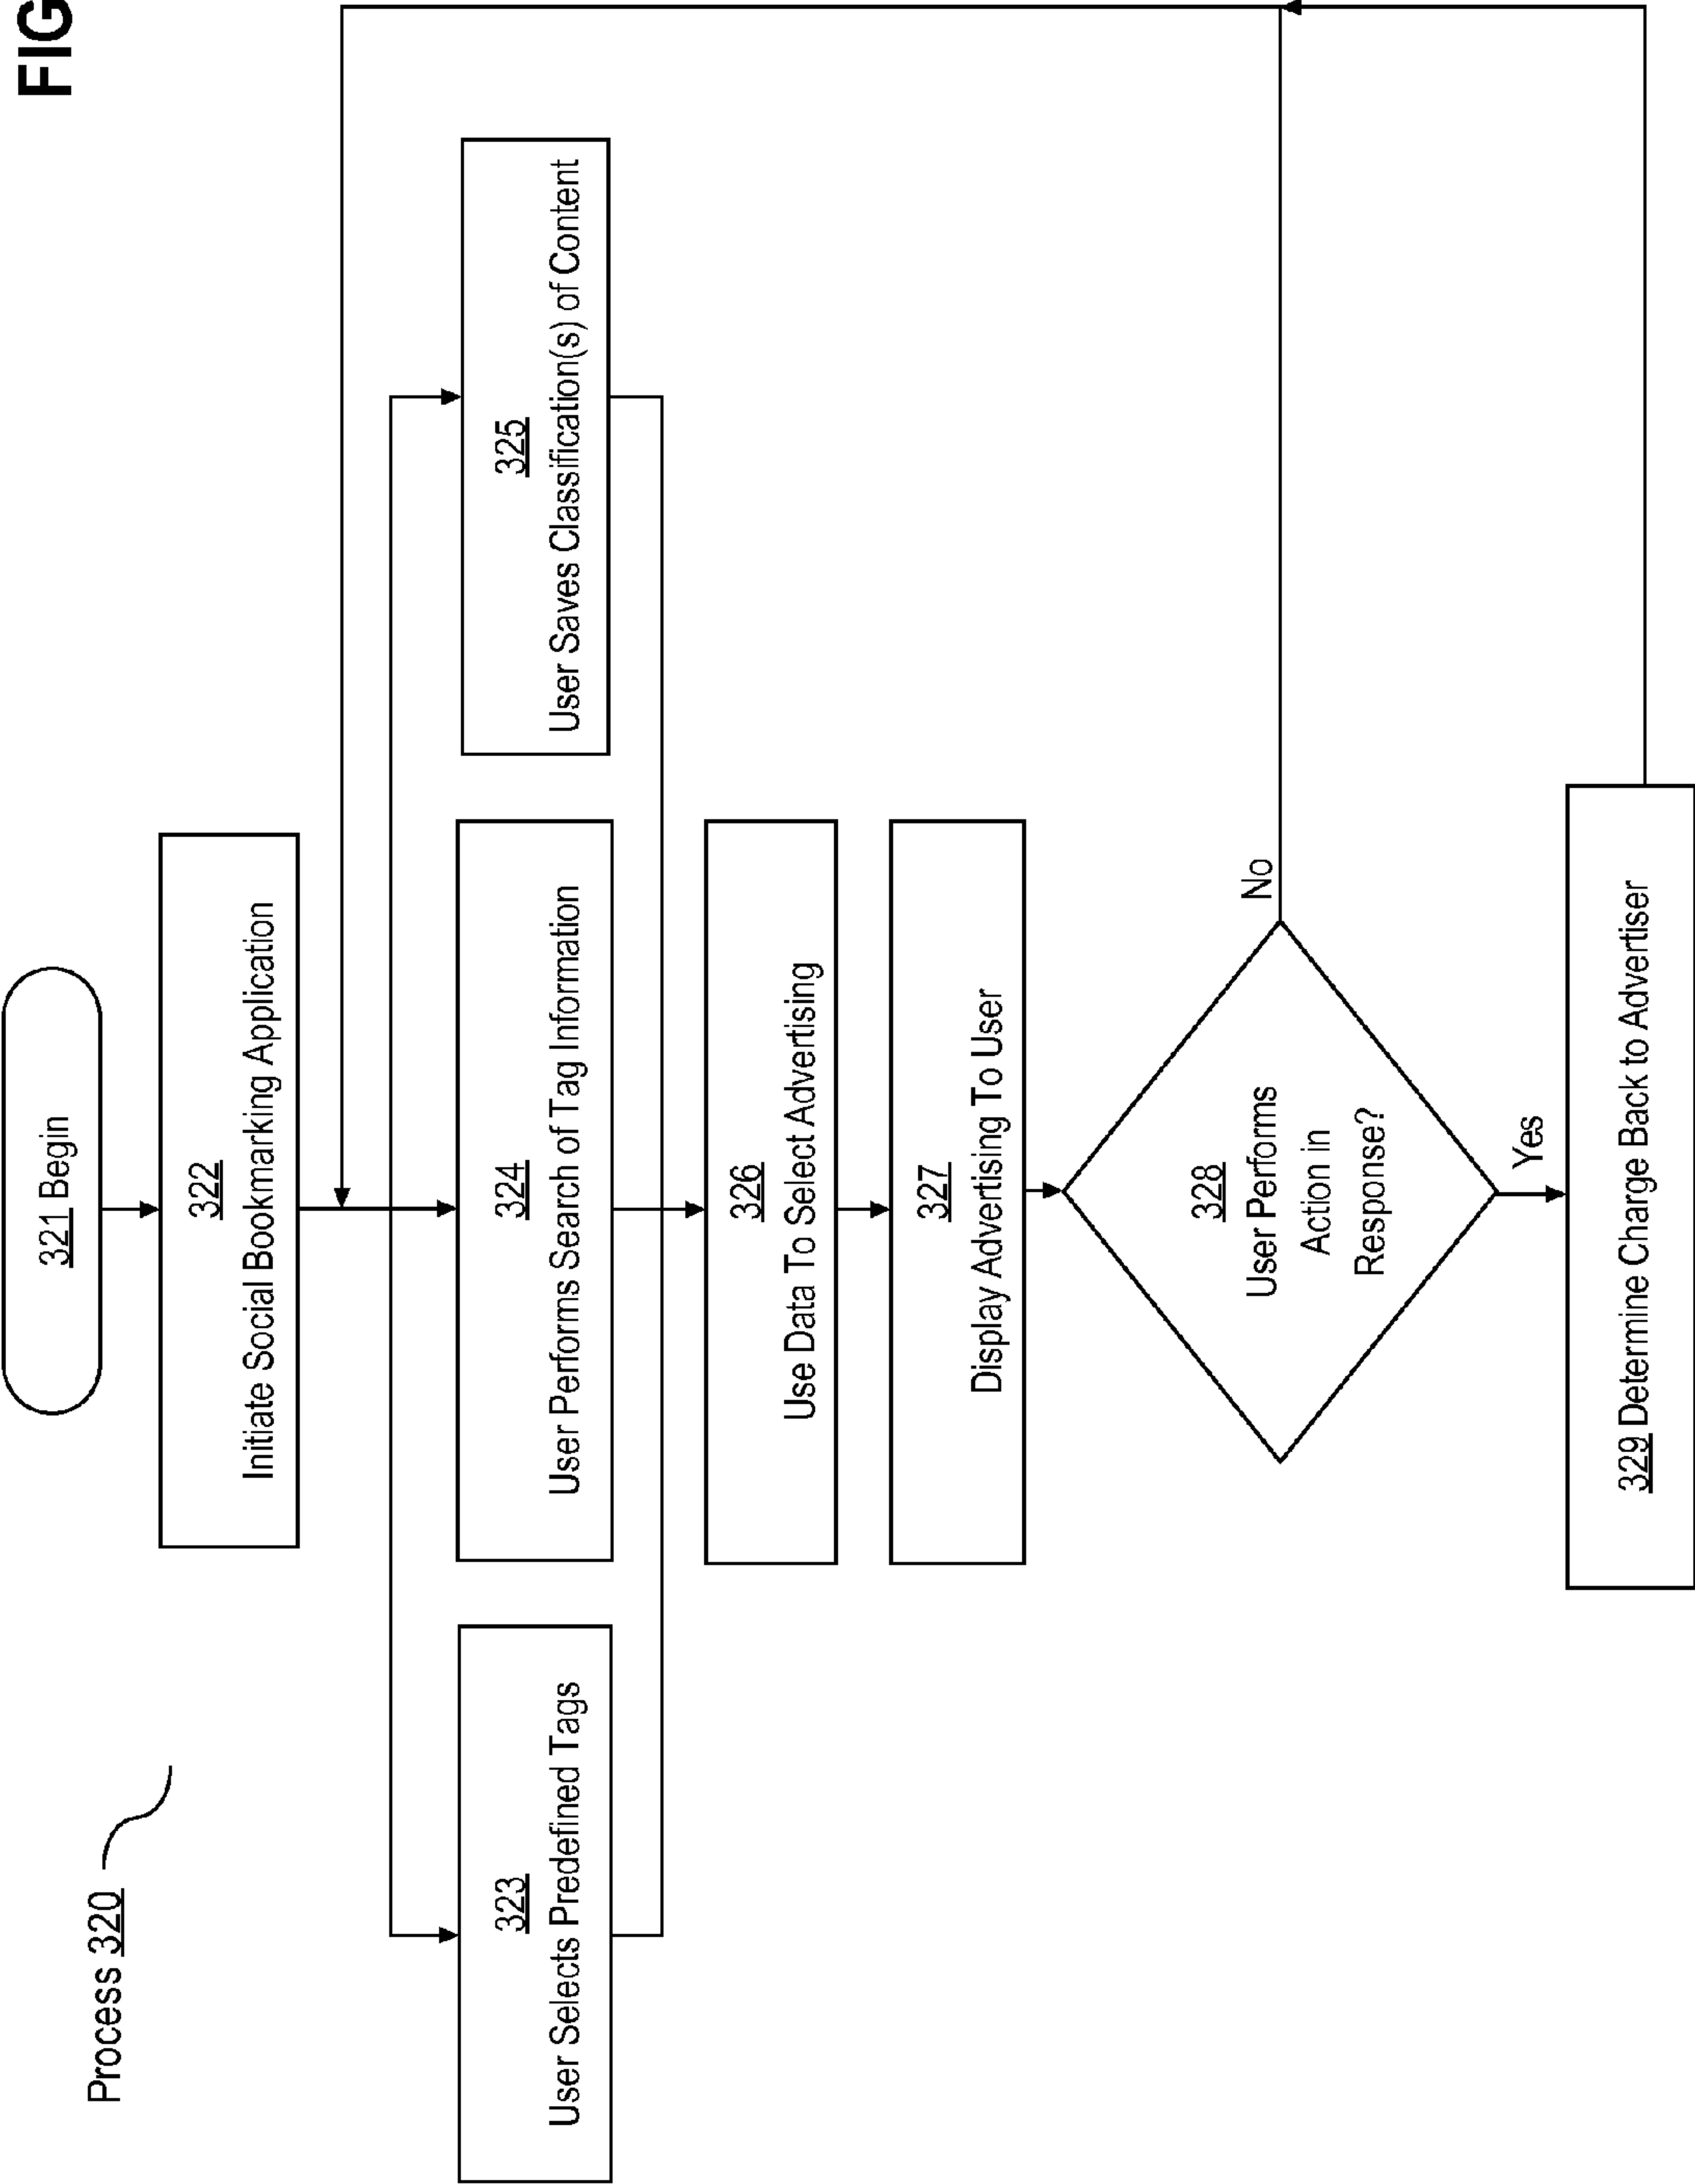 FIG
Process 320
321 Begin
322
Initiate Social Bookmarking Application
323
User Selects Predefined Tags
324
User Performs Search of Tag Information
325
User Saves Classification(s) of Content
326
Use Data To Select Advertising
327
Display Advertising To User
328
User Performs
Action in
Response?
No
Yes
329 Determine Charge Back to Advertiser